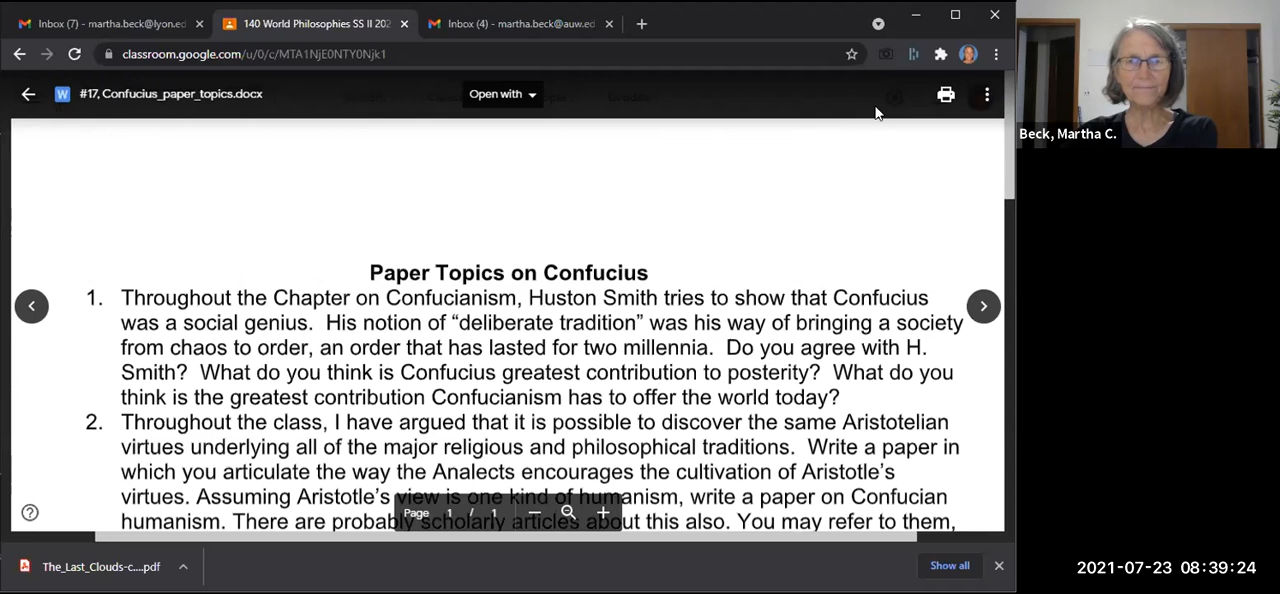 Inbox (7) - martha.beck@lyon.ed
140 World Philosophies SS II 202
Inbox (4) - martha.beck@auw.ed
classroom.google.com/u/0/c/MTA1NjE0NTY0Njk1
#17, Confucius_paper_topics.docx
Open with
Beck, Martha C.
Paper Topics on Confucius
1. Throughout the Chapter on Confucianism, Huston Smith tries to show that Confucius
was a social genius. His notion of “deliberate tradition” was his way of bringing a society
from chaos to order, an order that has lasted for two millennia. Do you agree with H.
Smith? What do you think is Confucius greatest contribution to posterity? What do you
think is the greatest contribution Confucianism has to offer the world today?
2. Throughout the class, I have argued that it is possible to discover the same Aristotelian
virtues underlying all of the major religious and philosophical traditions. Write a paper in
which you articulate the way the Analects encourages the cultivation of Aristotle’s
virtues. Assuming Aristotle’s view is one kind of humanism, write a paper on Confucian
humanism. There are probably scholarly articles about this also. You may refer to them,
Page 1 / 1
The_Last_Clouds-c....pdf
Show all
2021-07-23 08:39:24